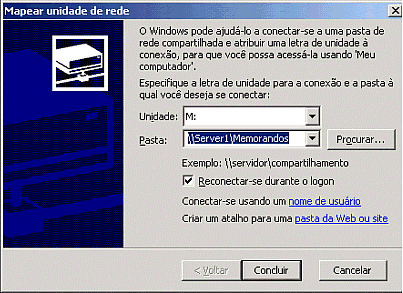 Mapear unidade de rede
O Windows pode ajudá-lo a conectar-se a uma pasta de
rede compartilhada e atribuir uma letra de unidade à
conexão, para que você possa acessá-la usando 'Meu
computador'.
Especifique a letra de unidade para a conexão e a pasta à
qual você deseja se conectar:
Unidade: M:
Pasta: \\Server1\Memorandos Procurar...
Exemplo: \\servidor\compartilhamento
Reconectar-se durante o logon
Conectar-se usando um nome de usuário
Criar um atalho para uma pasta da Web ou site
< Voltar Concluir Cancelar